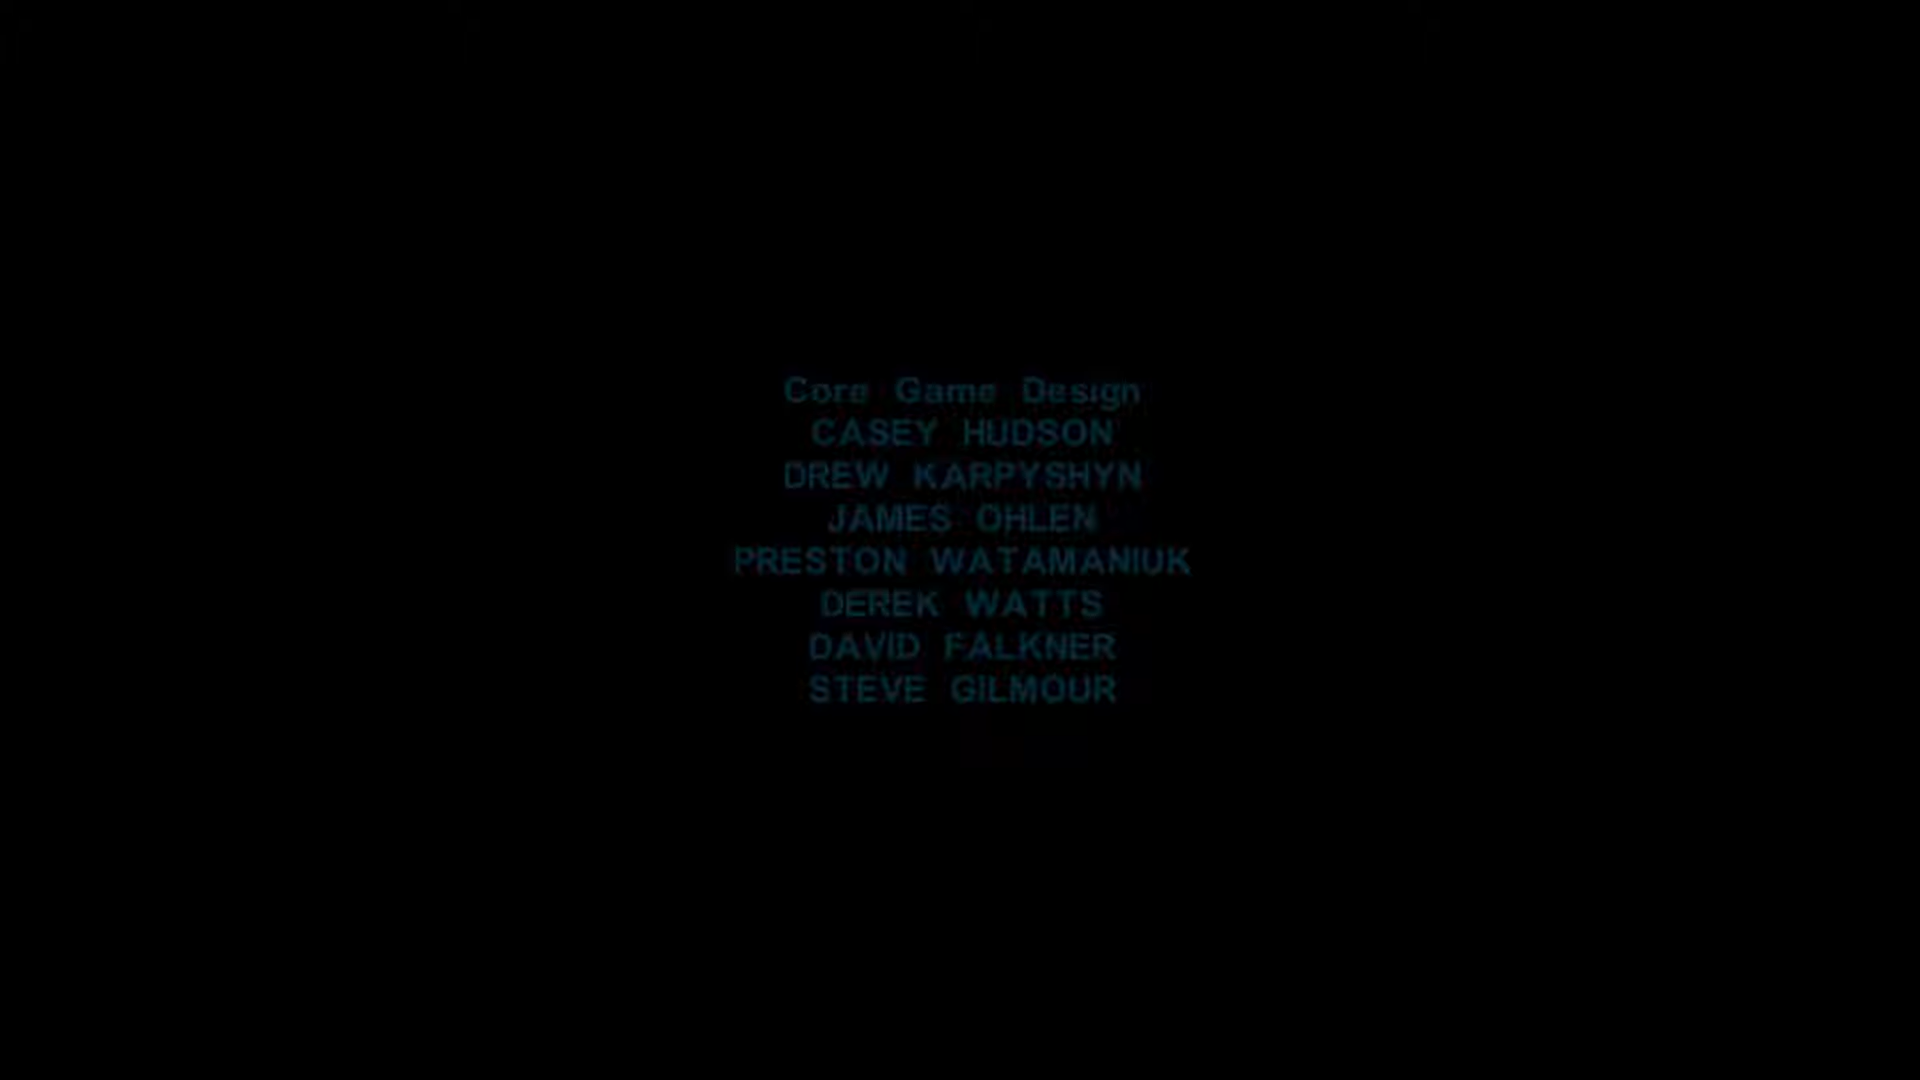 Core Game Design
CASEY HUDSON
DREW KARPYSHYN
JAMES OHLEN
PRESTON WATAMANIUK
DEREK WATTS
DAVID FALKNER
STEVE GILMOUR